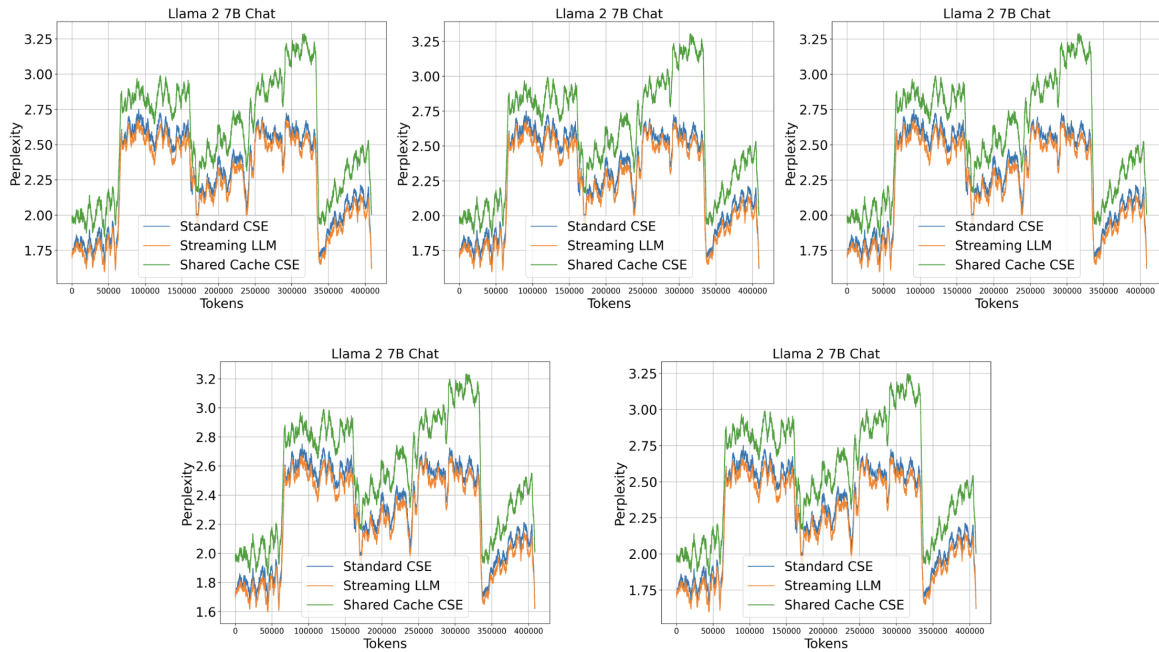 Llama 2 7B Chat
Perplexity
3.25
3.00
2.75
2.50
2.25
2.00
1.75
Standard CSE
Streaming LLM
Shared Cache CSE
0 50000 100000 150000 200000 250000 300000 350000 400000
Tokens
Llama 2 7B Chat
Perplexity
3.25
3.00
2.75
2.50
2.25
2.00
1.75
Standard CSE
Streaming LLM
Shared Cache CSE
0 50000 100000 150000 200000 250000 300000 350000 400000
Tokens
Llama 2 7B Chat
Perplexity
3.25
3.00
2.75
2.50
2.25
2.00
1.75
Standard CSE
Streaming LLM
Shared Cache CSE
0 50000 100000 150000 200000 250000 300000 350000 400000
Tokens
Llama 2 7B Chat
Perplexity
3.2
3.0
2.8
2.6
2.4
2.2
2.0
1.8
1.6
Standard CSE
Streaming LLM
Shared Cache CSE
0 50000 100000 150000 200000 250000 300000 350000 400000
Tokens
Llama 2 7B Chat
Perplexity
3.25
3.00
2.75
2.50
2.25
2.00
1.75
Standard CSE
Streaming LLM
Shared Cache CSE
0 50000 100000 150000 200000 250000 300000 350000 400000
Tokens